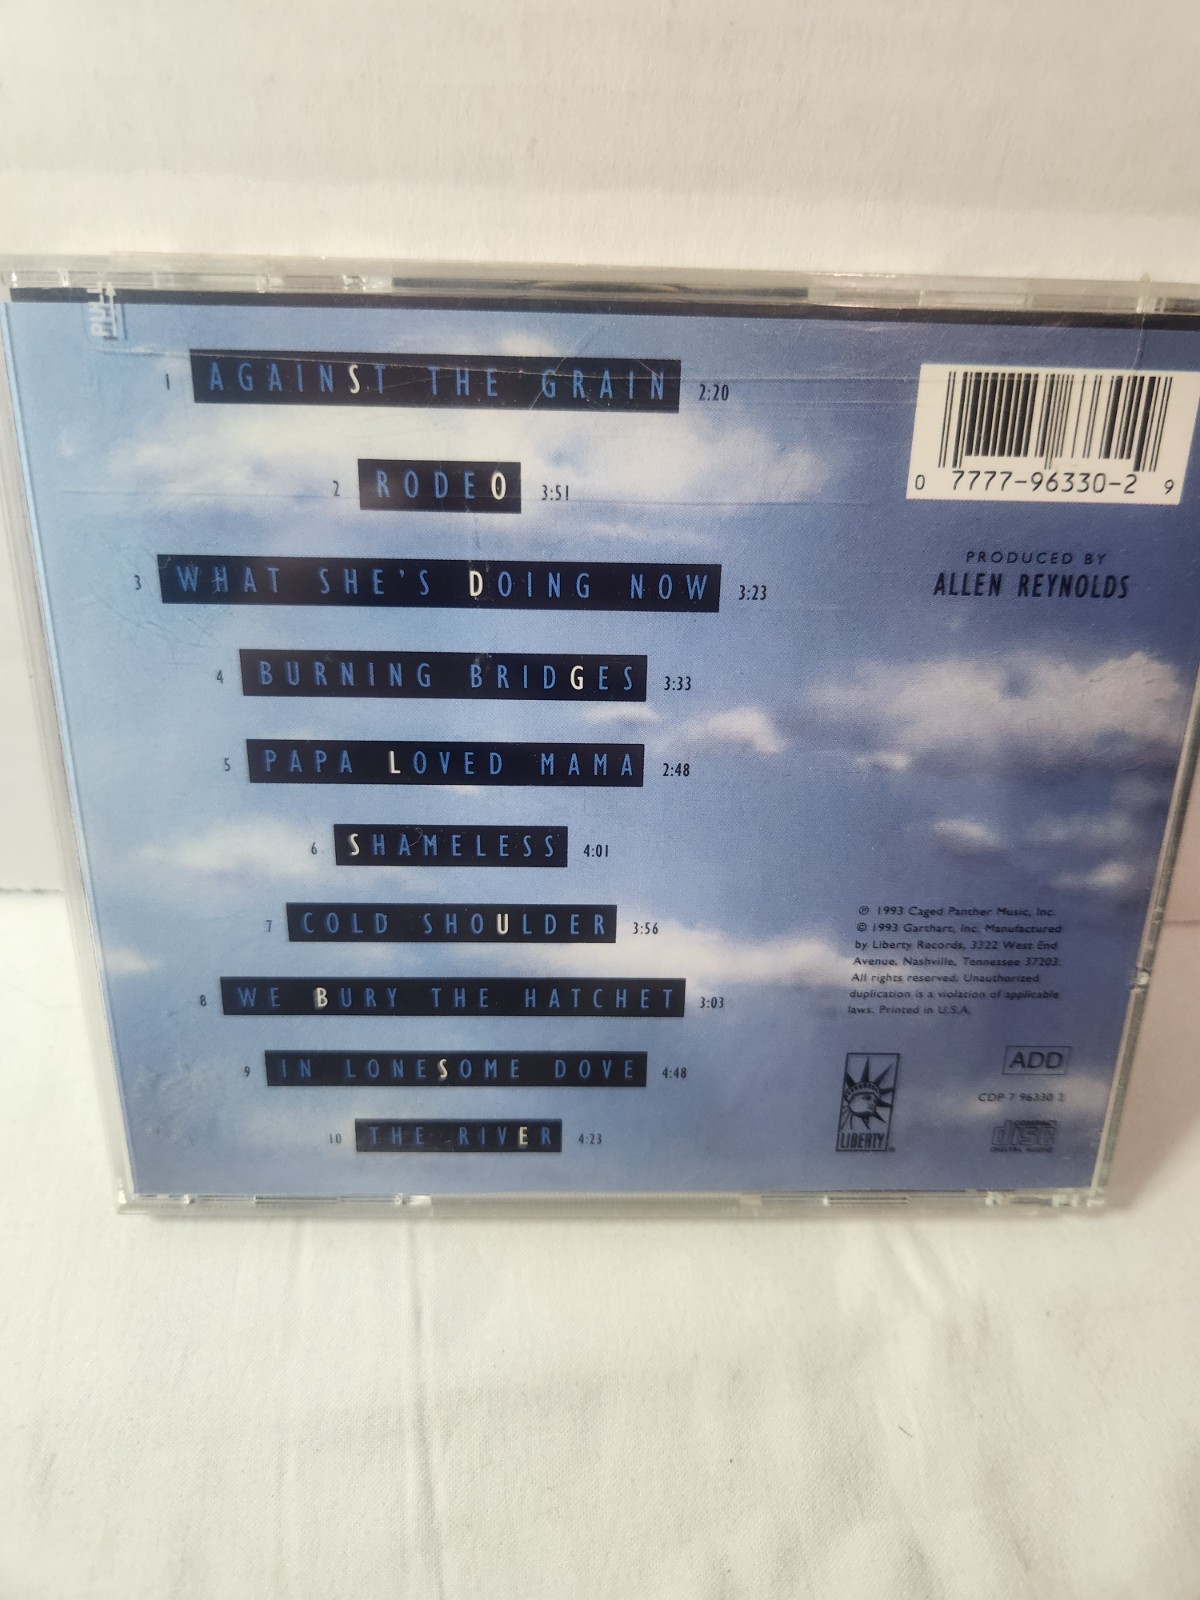 PULL
1 AGAINST THE GRAIN 2:20
2 RODEO 3:51
3 WHAT SHE'S DOING NOW 3:23
4 BURNING BRIDGES 3:33
5 PAPA LOVED MAMA 2:48
6 SHAMELESS 4:01
7 COLD SHOULDER 3:56
8 WE BURY THE HATCHET 3:03
9 IN LONESOME DOVE 4:48
10 THE RIVER 4:23
0 7777-96330-2 9
PRODUCED BY
ALLEN REYNOLDS
℗ 1993 Caged Panther Music, Inc.
© 1993 Garthart, Inc. Manufactured
by Liberty Records, 3322 West End
Avenue, Nashville, Tennessee 37203.
All rights reserved. Unauthorized
duplication is a violation of applicable
laws. Printed in U.S.A.
LIBERTY
ADD
CDP-7 96330 2
COMPACT
disc
DIGITAL AUDIO